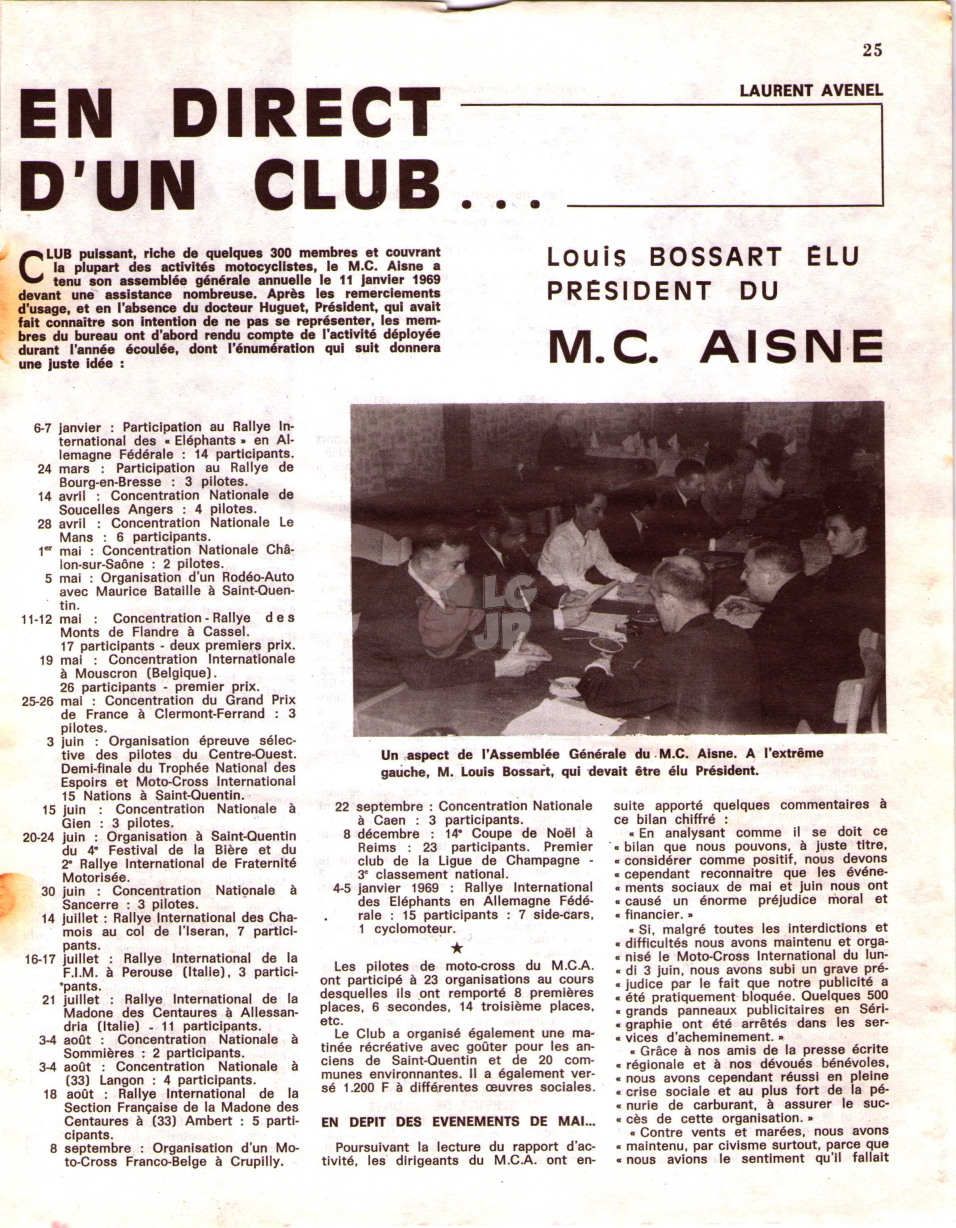 25
LAURENT AVENEL
EN DIRECT
D'UN CLUB...
CLUB puissant, riche de quelques 300 membres et couvrant
la plupart des activités motocyclistes, le M.C. Aisne a
tenu son assemblée générale annuelle le 11 janvier 1969
devant une assistance nombreuse. Après les remerciements
d'usage, et en l'absence du docteur Huguet, Président, qui avait
fait connaître son intention de ne pas se représenter, les mem-
bres du bureau ont d'abord rendu compte de l'activité déployée
durant l'année écoulée, dont l'énumération qui suit donnera
une juste idée :
Louis BOSSART ÉLU
PRÉSIDENT DU
M.C. AISNE
6-7 janvier : Participation au Rallye In-
ternational des « Eléphants » en Al-
lemagne Fédérale : 14 participants.
24 mars : Participation au Rallye de
Bourg-en-Bresse : 3 pilotes.
14 avril : Concentration Nationale de
Soucelles Angers : 4 pilotes.
28 avril : Concentration Nationale Le
Mans : 6 participants.
1er mai : Concentration Nationale Châ-
lon-sur-Saône : 2 pilotes.
5 mai : Organisation d'un Rodéo-Auto
avec Maurice Bataille à Saint-Quen-
tin.
11-12 mai : Concentration-Rallye des
Monts de Flandre à Cassel.
17 participants - deux premiers prix.
19 mai : Concentration Internationale
à Mouscron (Belgique).
26 participants - premier prix.
25-26 mai : Concentration du Grand Prix
de France à Clermont-Ferrand : 3
pilotes.
3 juin : Organisation épreuve sélec-
tive des pilotes du Centre-Ouest.
Demi-finale du Trophée National des
Espoirs et Moto-Cross International
15 Nations à Saint-Quentin.
15 juin : Concentration Nationale à
Gien : 3 pilotes.
20-24 juin : Organisation à Saint-Quentin
du 4e Festival de la Bière et du
2e Rallye International de Fraternité
Motorisée.
30 juin : Concentration Nationale à
Sancerre : 3 pilotes.
14 juillet : Rallye International des Cha-
mois au col de l'Iseran, 7 partici-
pants.
16-17 juillet : Rallye International de la
F.I.M. à Perouse (Italie), 3 partici-
pants.
21 juillet : Rallye International de la
Madone des Centaures à Allessan-
dria (Italie) - 11 participants.
3-4 août : Concentration Nationale à
Sommières : 2 participants.
3-4 août : Concentration Nationale à
(33) Langon : 4 participants.
18 août : Rallye International de la
Section Française de la Madone des
Centaures à (33) Ambert : 5 parti-
cipants.
8 septembre : Organisation d'un Mo-
to-Cross Franco-Belge à Crupilly.
LG
JP
Un aspect de l'Assemblée Générale du M.C. Aisne. A l'extrême
gauche, M. Louis Bossart, qui devait être élu Président.
22 septembre : Concentration Nationale
à Caen : 3 participants.
8 décembre : 14e Coupe de Noël à
Reims : 23 participants. Premier
club de la Ligue de Champagne -
3e classement national.
4-5 janvier 1969 : Rallye International
des Eléphants en Allemagne Fédé-
rale : 15 participants : 7 side-cars,
1 cyclomoteur.
★
Les pilotes de moto-cross du M.C.A.
ont participé à 23 organisations au cours
desquelles ils ont remporté 8 premières
places, 6 secondes, 14 troisième places,
etc.
Le Club a organisé également une ma-
tinée récréative avec goûter pour les an-
ciens de Saint-Quentin et de 20 com-
munes environnantes. Il a également ver-
sé 1.200 F à différentes œuvres sociales.
EN DEPIT DES EVENEMENTS DE MAI...
Poursuivant la lecture du rapport d'ac-
tivité, les dirigeants du M.C.A. ont en-
suite apporté quelques commentaires à
ce bilan chiffré :
« En analysant comme il se doit ce
« bilan que nous pouvons, à juste titre,
« considérer comme positif, nous devons
« cependant reconnaitre que les événe-
« ments sociaux de mai et juin nous ont
« causé un énorme préjudice moral et
« financier. »
« Si, malgré toutes les interdictions et
« difficultés nous avons maintenu et orga-
« nisé le Moto-Cross International du lun-
« di 3 juin, nous avons subi un grave pré-
« judice par le fait que notre publicité a
« été pratiquement bloquée. Quelques 500
« grands panneaux publicitaires en Séri-
« graphie ont été arrêtés dans les ser-
« vices d'acheminement. »
« Grâce à nos amis de la presse écrite
« régionale et à nos dévoués bénévoles,
« nous avons cependant réussi en pleine
« crise sociale et au plus fort de la pé-
« nurie de carburant, à assurer le suc-
« cès de cette organisation. »
« Contre vents et marées, nous avons
« maintenu, par civisme surtout, parce que
« nous avions le sentiment qu'il fallait